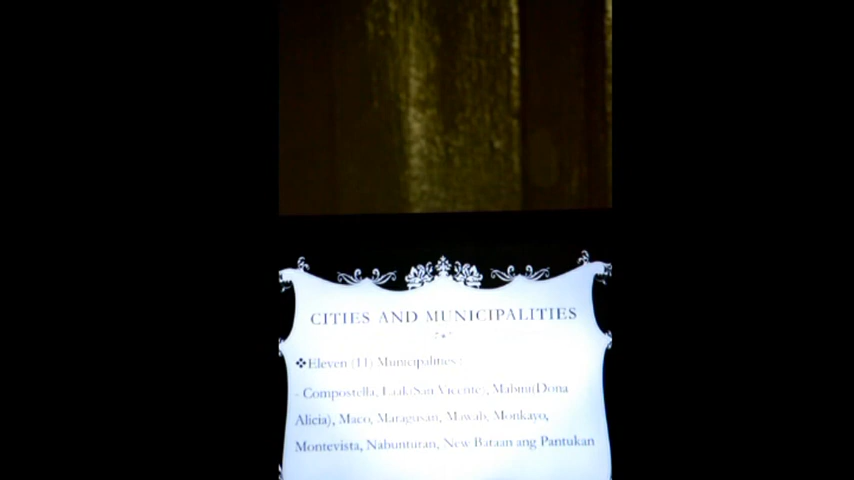 CITIES AND MUNICIPALITIES
❖Eleven (11) Municipalities :
- Compostella, Laak(San Vicente), Mabini(Dona
Alicia), Maco, Maragusan, Mawab, Monkayo,
Montevista, Nabunturan, New Bataan ang Pantukan